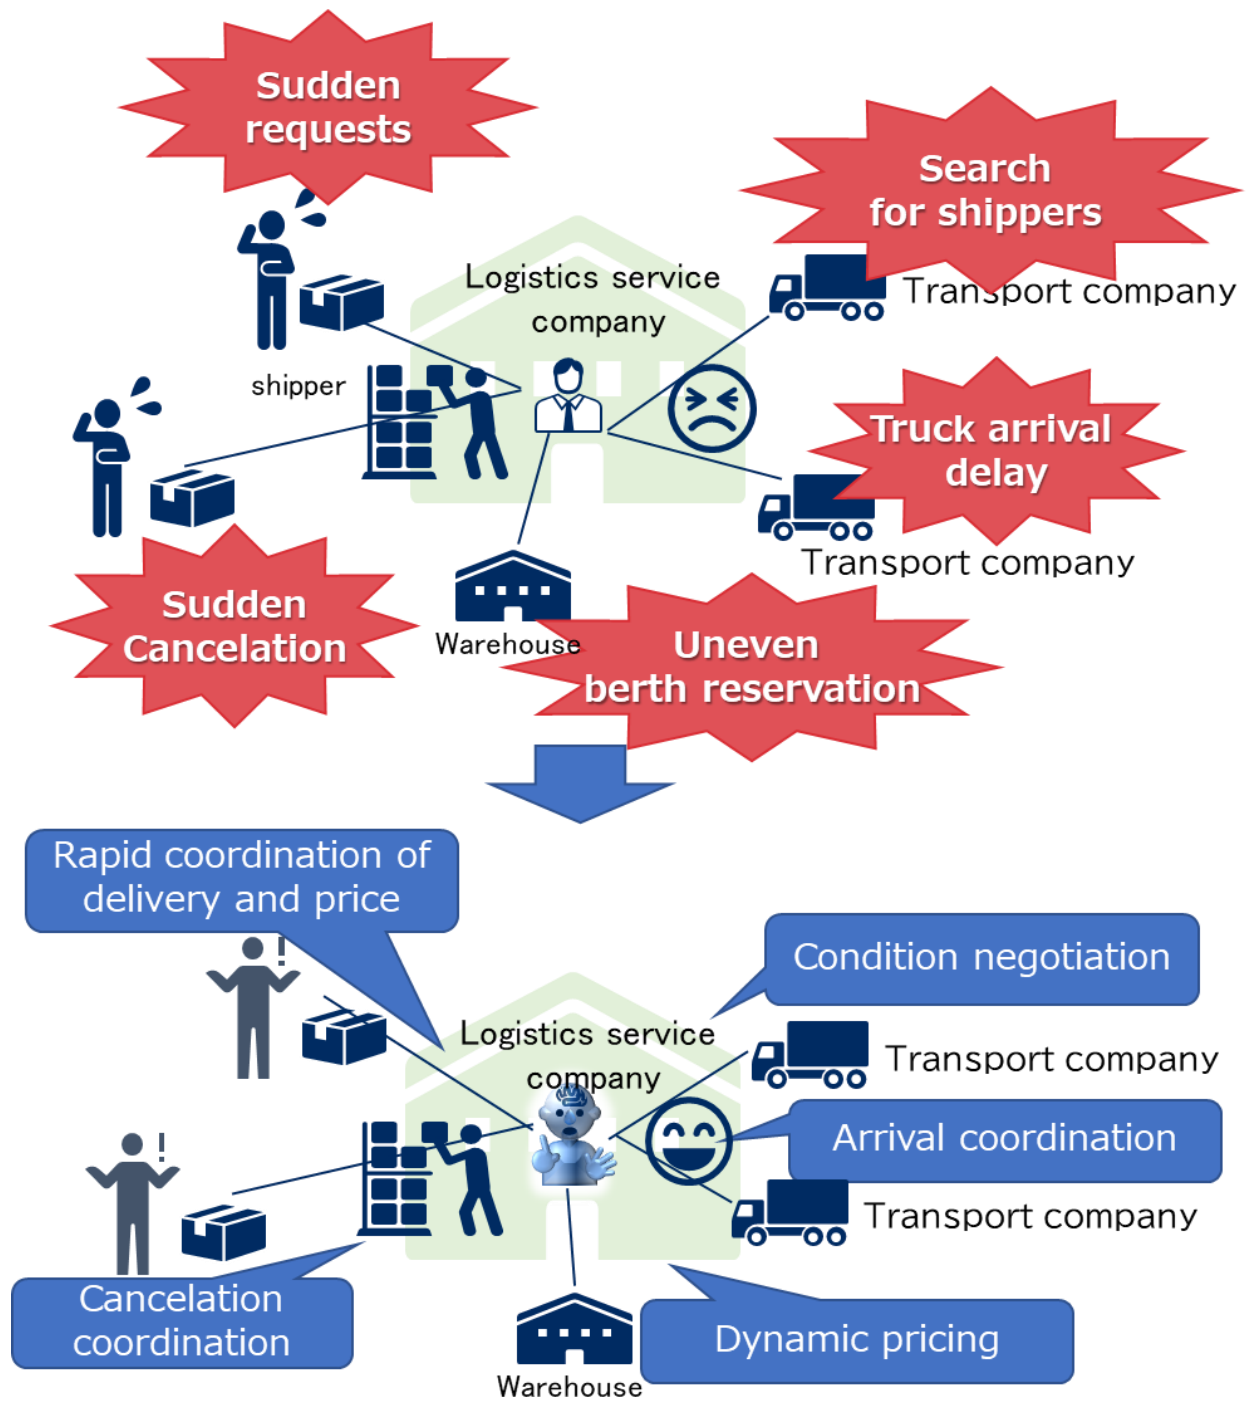 Sudden
requests
Search
for shippers
Logistics service
company
Transport company
shipper
Truck arrival
delay
Transport company
Sudden
Cancelation
Warehouse
Uneven
berth reservation
Rapid coordination of
delivery and price
Condition negotiation
!
Logistics service
company
Transport company
Arrival coordination
!
Transport company
Cancelation
coordination
Dynamic pricing
Warehouse